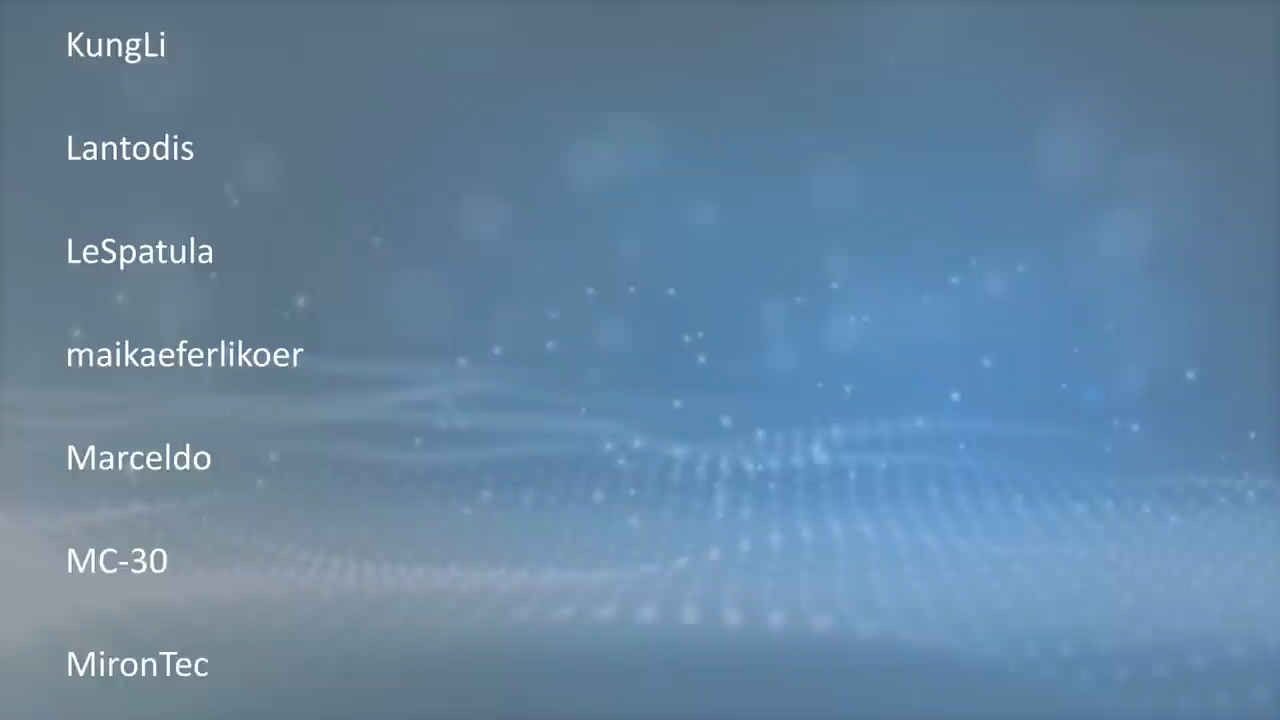 KungLi
Lantodis
LeSpatula
maikaeferlikoer
Marceldo
MC-30
MironTec